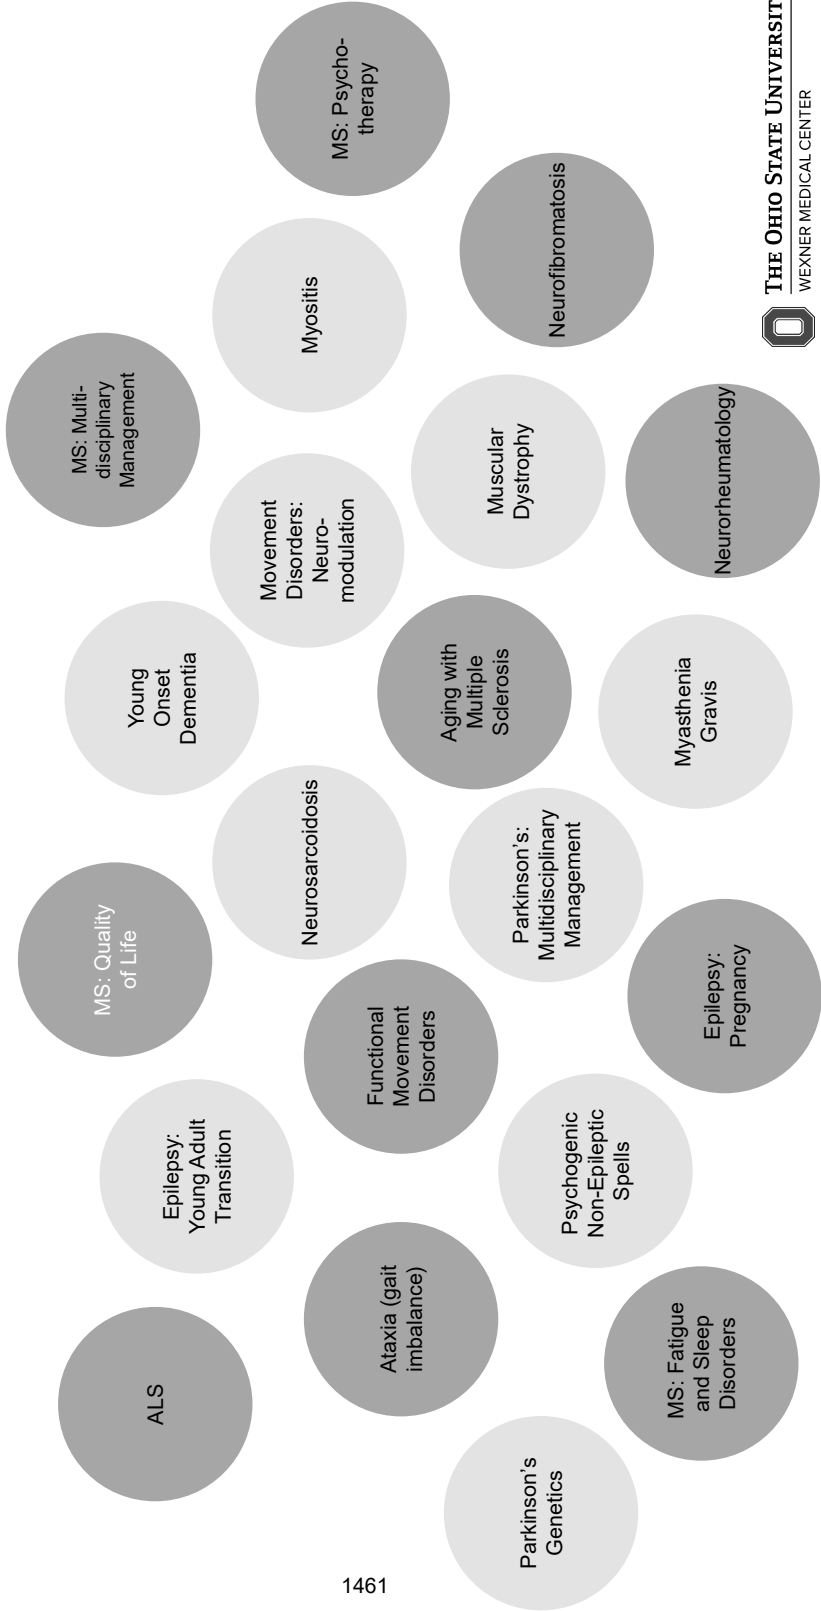 ALS
Epilepsy:
Young Adult
Transition
MS: Quality
of Life
Young
Onset
Dementia
MS: Multi-
disciplinary
Management
Ataxia (gait
imbalance)
Functional
Movement
Disorders
Neurosarcoidosis
Movement
Disorders:
Neuro-
modulation
Myositis
MS: Psycho-
therapy
Parkinson's
Genetics
Psychogenic
Non-Epileptic
Spells
Parkinson's:
Multidisciplinary
Management
Aging with
Multiple
Sclerosis
Muscular
Dystrophy
Neurofibromatosis
MS: Fatigue
and Sleep
Disorders
Epilepsy:
Pregnancy
Myasthenia
Gravis
Neurorheumatology
THE OHIO STATE UNIVERSIT
WEXNER MEDICAL CENTER
1461